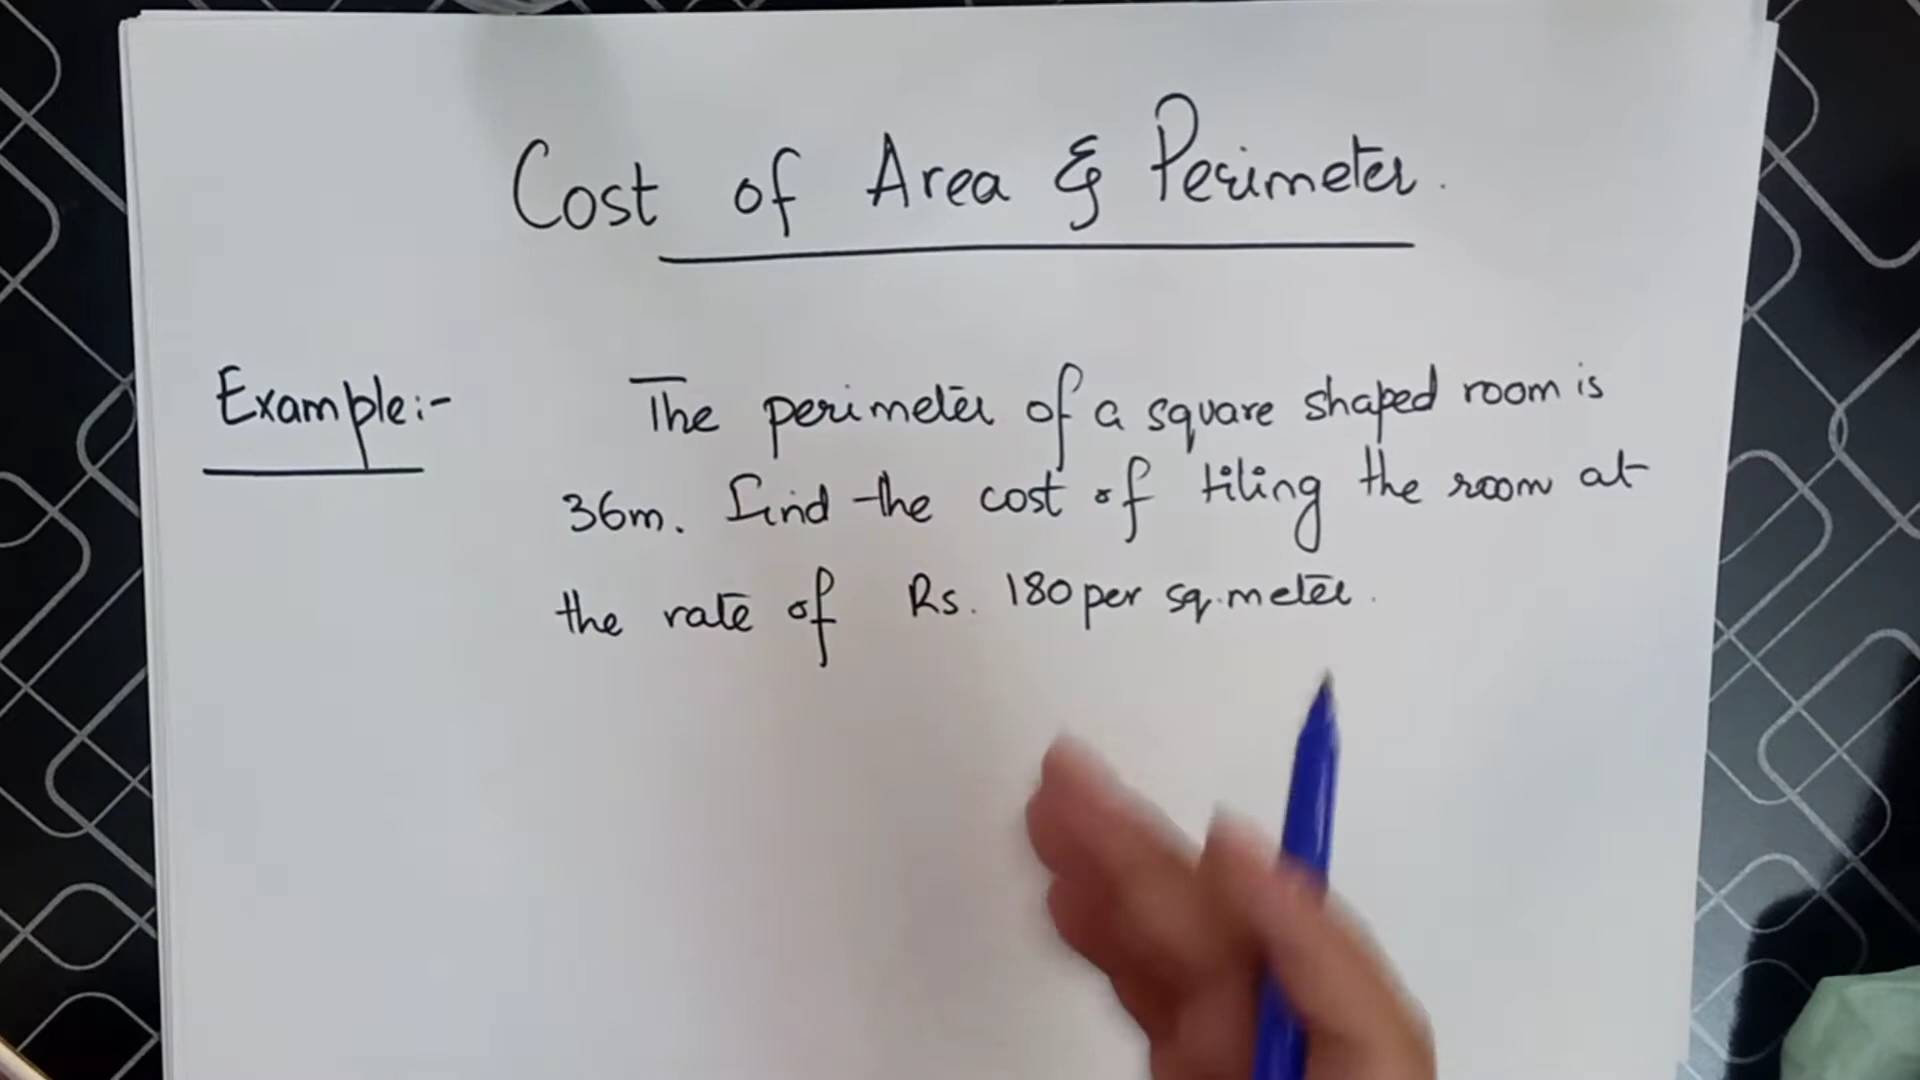 Cost of Area & Perimeter.
Example:- The perimeter of a square shaped room is
36m. Find the cost of tiling the room at
the rate of Rs. 180 per sq.meter.